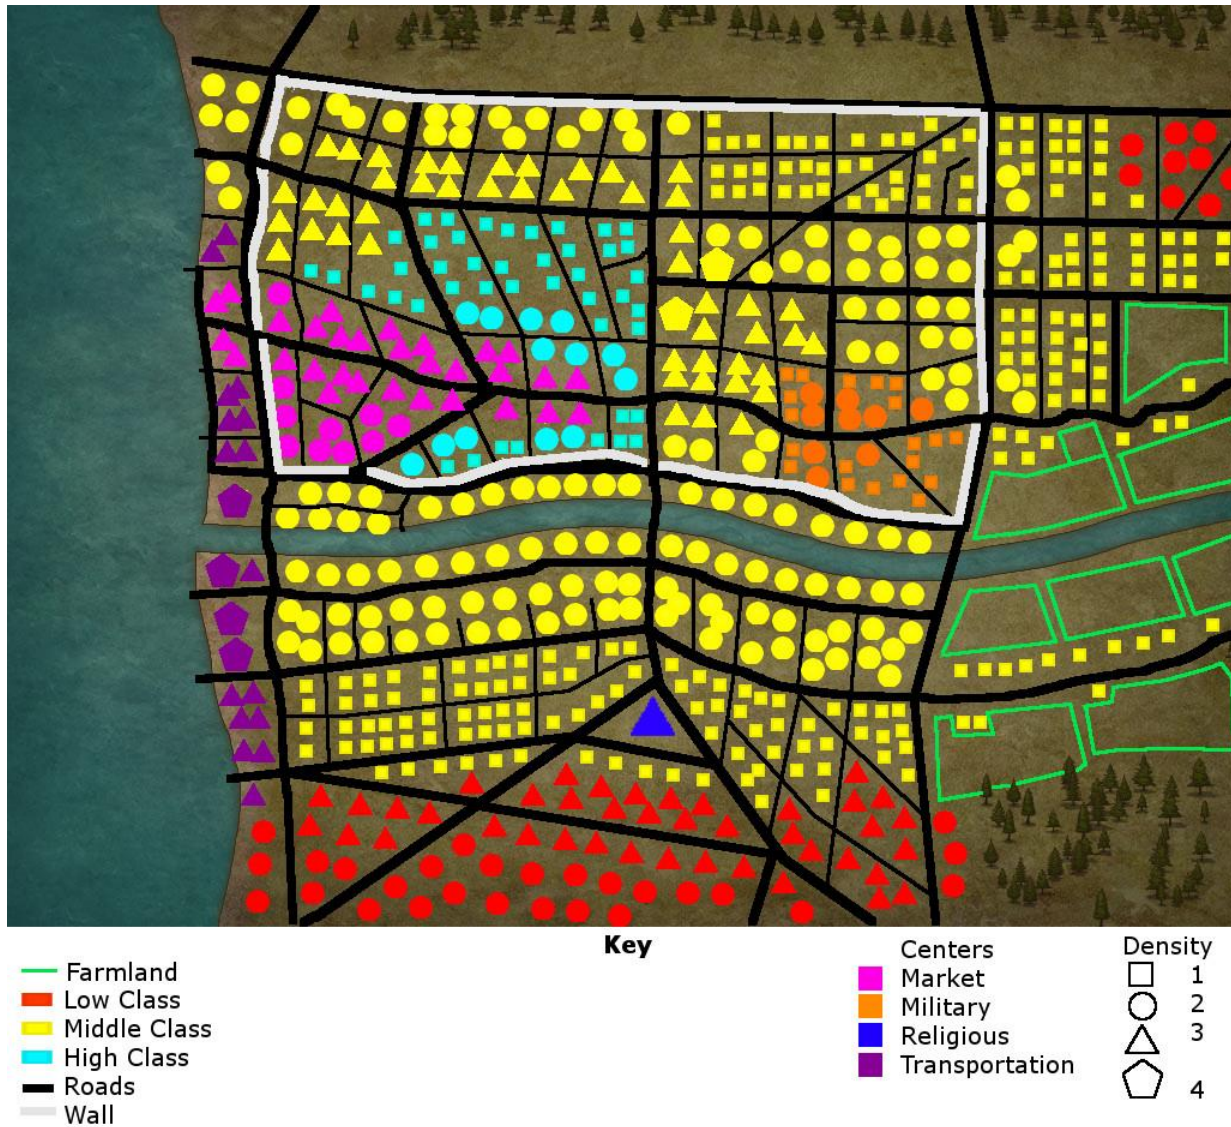 Key
Farmland
Low Class
Middle Class
High Class
Roads
Wall
Centers
Market
Military
Religious
Transportation
Density
1
2
3
4